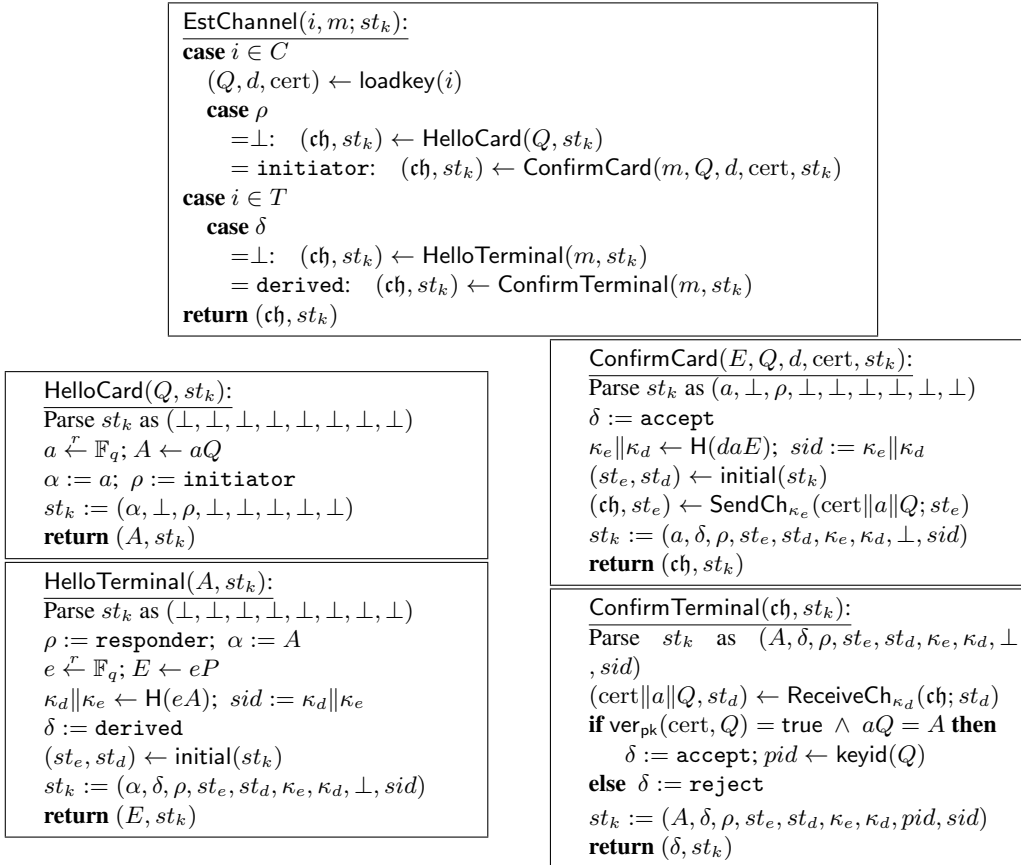 EstChannel(i, m; st_k):
case i ∈ C
(Q, d, cert) ← loadkey(i)
case ρ
=⊥: (𝔠𝔥, st_k) ← HelloCard(Q, st_k)
= initiator: (𝔠𝔥, st_k) ← ConfirmCard(m, Q, d, cert, st_k)
case i ∈ T
case δ
=⊥: (𝔠𝔥, st_k) ← HelloTerminal(m, st_k)
= derived: (𝔠𝔥, st_k) ← ConfirmTerminal(m, st_k)
return (𝔠𝔥, st_k)
HelloCard(Q, st_k):
Parse st_k as (⊥, ⊥, ⊥, ⊥, ⊥, ⊥, ⊥, ⊥)
a ←^r 𝔽_q; A ← aQ
α := a; ρ := initiator
st_k := (α, ⊥, ρ, ⊥, ⊥, ⊥, ⊥, ⊥)
return (A, st_k)
HelloTerminal(A, st_k):
Parse st_k as (⊥, ⊥, ⊥, ⊥, ⊥, ⊥, ⊥, ⊥)
ρ := responder; α := A
e ←^r 𝔽_q; E ← eP
κ_d‖κ_e ← H(eA); sid := κ_d‖κ_e
δ := derived
(st_e, st_d) ← initial(st_k)
st_k := (α, δ, ρ, st_e, st_d, κ_e, κ_d, ⊥, sid)
return (E, st_k)
ConfirmCard(E, Q, d, cert, st_k):
Parse st_k as (a, ⊥, ρ, ⊥, ⊥, ⊥, ⊥, ⊥, ⊥)
δ := accept
κ_e‖κ_d ← H(daE); sid := κ_e‖κ_d
(st_e, st_d) ← initial(st_k)
(𝔠𝔥, st_e) ← SendCh_{κ_e}(cert‖a‖Q; st_e)
st_k := (a, δ, ρ, st_e, st_d, κ_e, κ_d, ⊥, sid)
return (𝔠𝔥, st_k)
ConfirmTerminal(𝔠𝔥, st_k):
Parse st_k as (A, δ, ρ, st_e, st_d, κ_e, κ_d, ⊥
, sid)
(cert‖a‖Q, st_d) ← ReceiveCh_{κ_d}(𝔠𝔥; st_d)
if ver_pk(cert, Q) = true ∧ aQ = A then
δ := accept; pid ← keyid(Q)
else δ := reject
st_k := (A, δ, ρ, st_e, st_d, κ_e, κ_d, pid, sid)
return (δ, st_k)